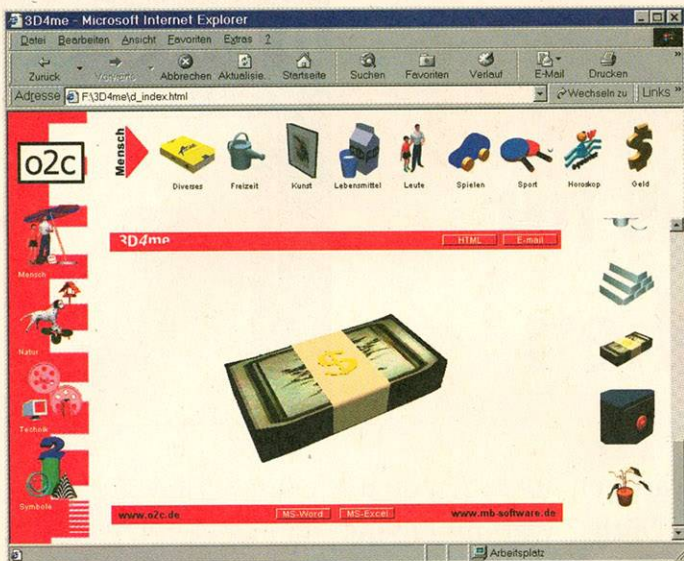 3D4me - Microsoft Internet Explorer
Datei Bearbeiten Ansicht Favoriten Extras ?
Zurück Vorwärts Abbrechen Aktualisie... Startseite Suchen Favoriten Verlauf E-Mail Drucken »
Adresse F:\3D4me\d_index.html Wechseln zu Links »
o2c
Mensch
Diverses Freizeit Kunst Lebensmittel Leute Spielen Sport Horoskop Geld
Mensch
Natur
Technik
Symbole
3D4me HTML E-mail
$
www.o2c.de MS-Word MS-Excel www.mb-software.de
Arbeitsplatz